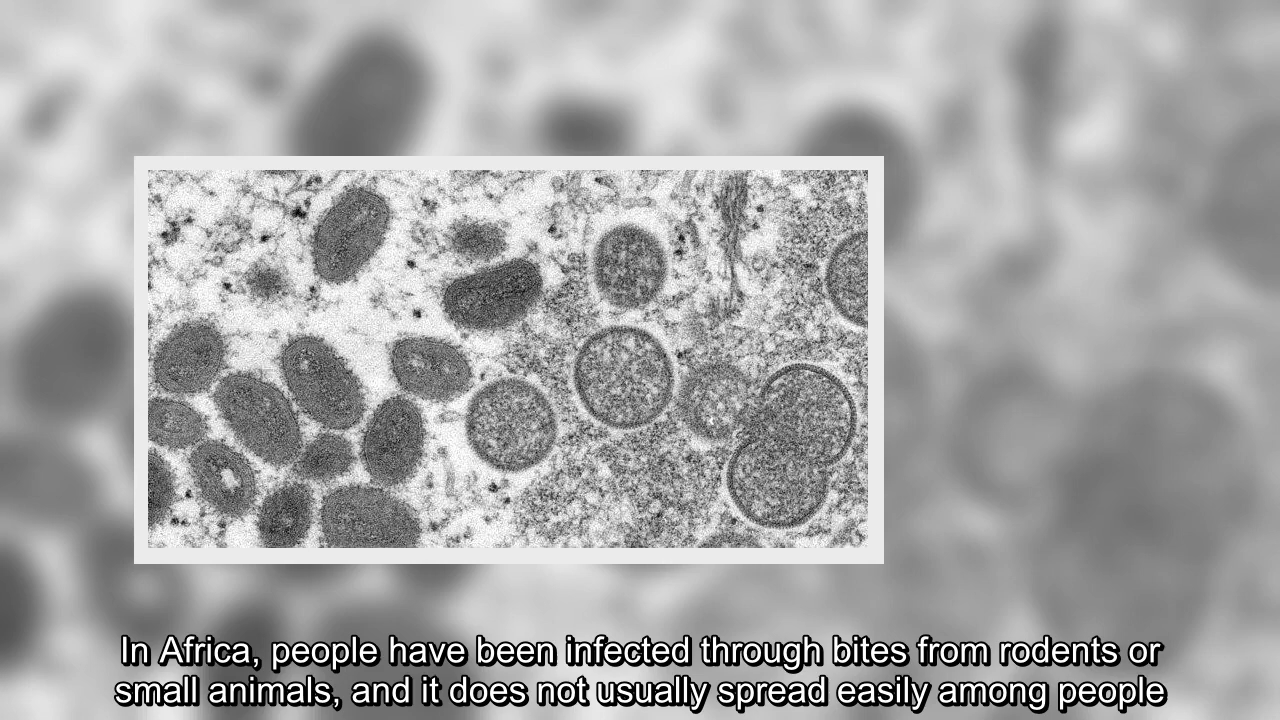 In Africa, people have been infected through bites from rodents or
small animals, and it does not usually spread easily among people